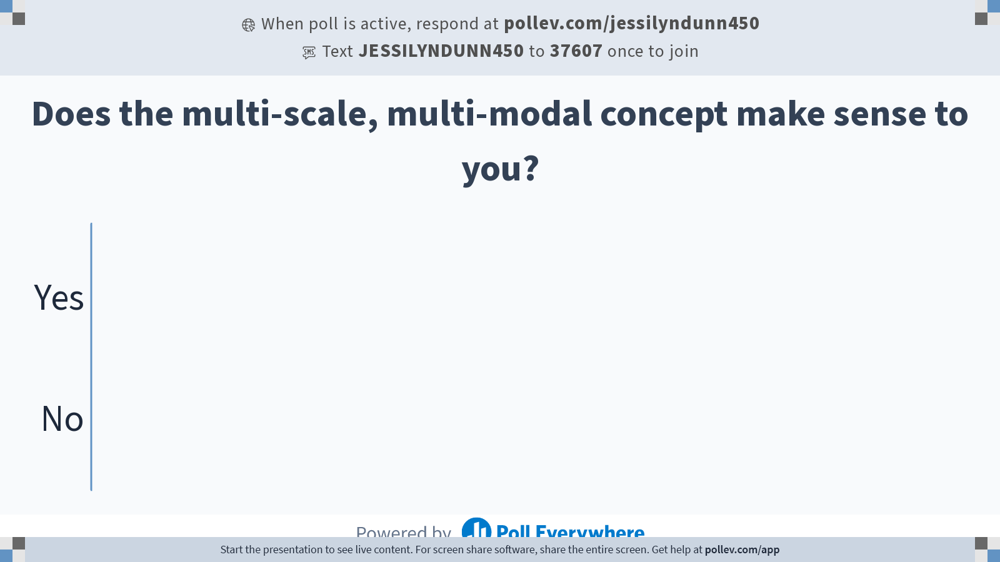 When poll is active, respond at pollev.com/jessilyndunn450
SMS Text JESSILYNDUNN450 to 37607 once to join
Does the multi-scale, multi-modal concept make sense to
you?
Yes
No
Powered by Poll Everywhere
Start the presentation to see live content. For screen share software, share the entire screen. Get help at pollev.com/app